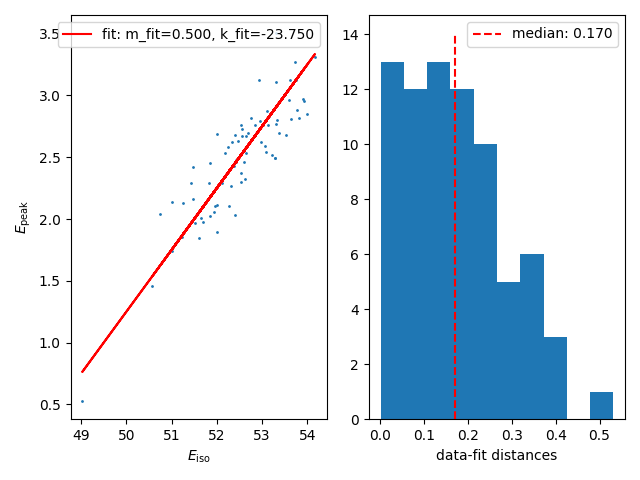 fit: m_fit=0.500, k_fit=-23.750
3.5
3.0
2.5
2.0
1.5
1.0
0.5
E_peak
49 50 51 52 53 54
E_iso
median: 0.170
14
12
10
8
6
4
2
0
0.0 0.1 0.2 0.3 0.4 0.5
data-fit distances